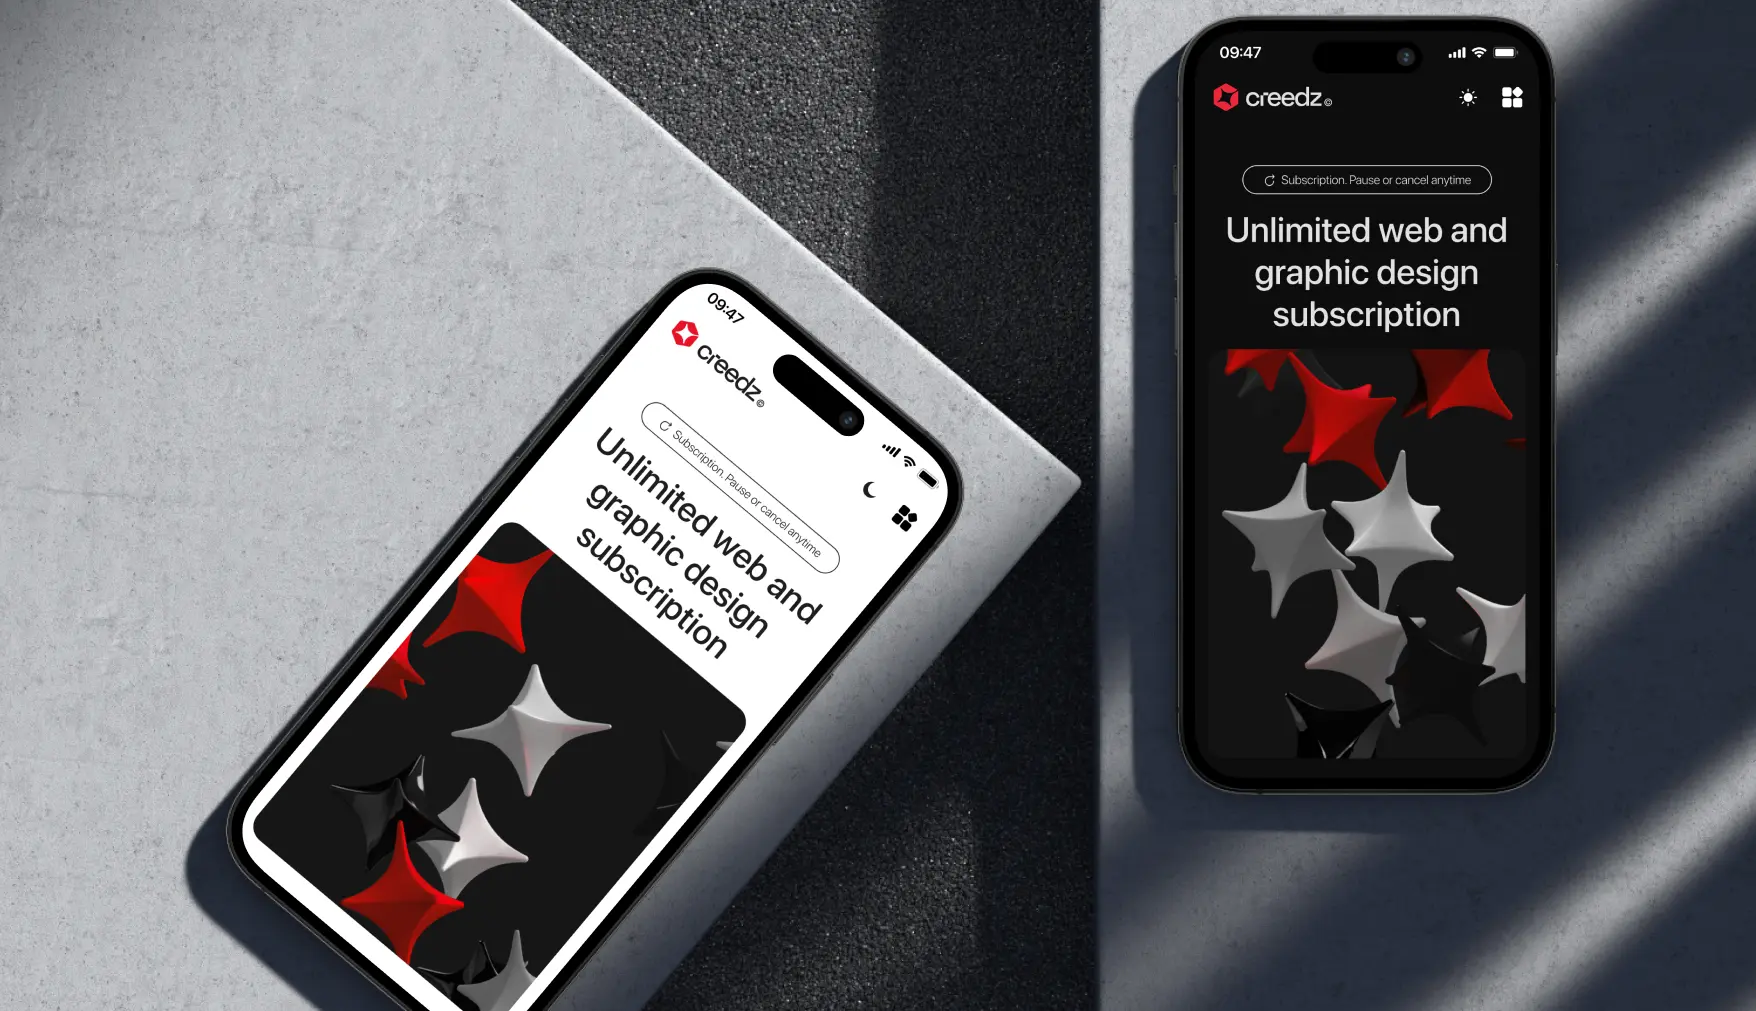 09:47
creedz©
Subscription. Pause or cancel anytime
Unlimited web and
graphic design
subscription
09:47
creedz©
Subscription. Pause or cancel anytime
Unlimited web and
graphic design
subscription